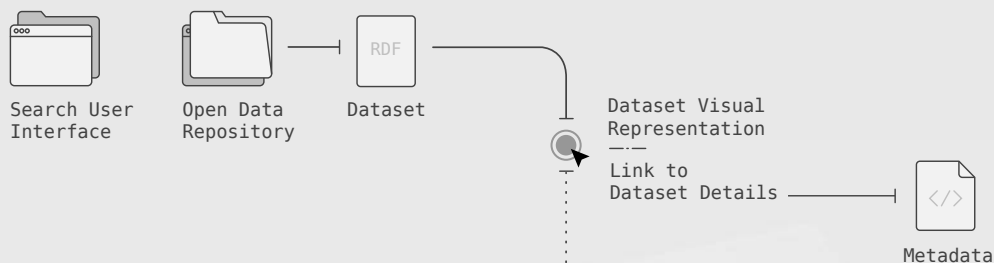 Search User
Interface
Open Data
Repository
RDF
Dataset
Dataset Visual
Representation
Link to
Dataset Details
</>
Metadata